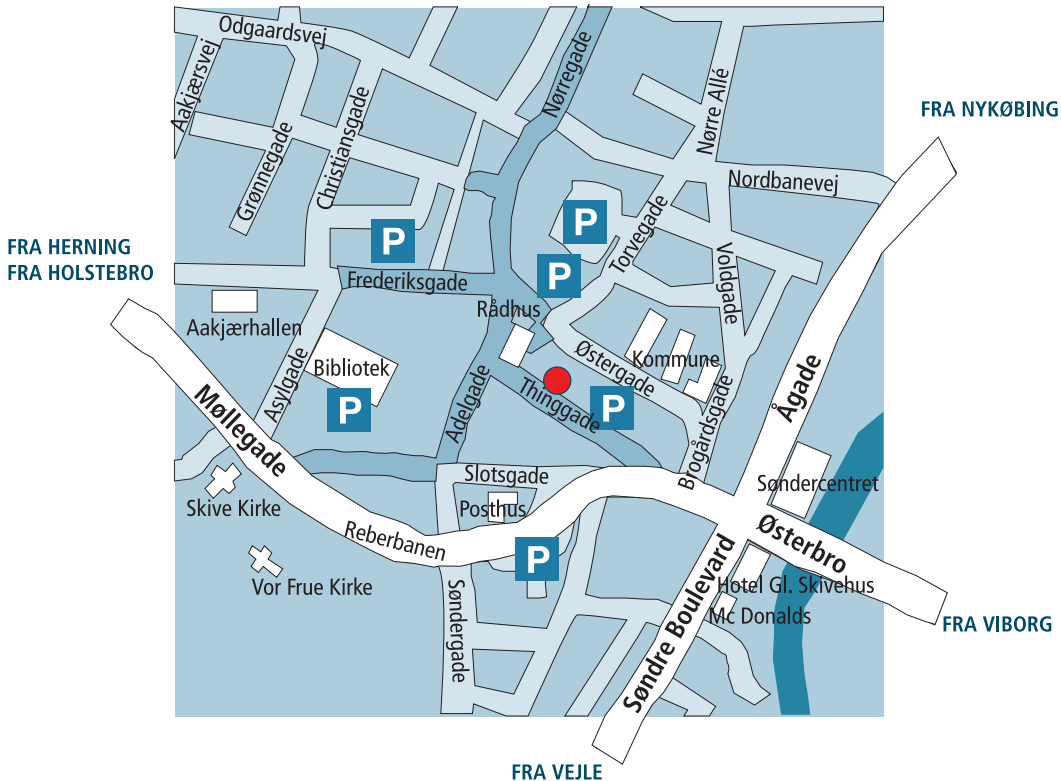 Odgaardsvej
Aakjærsvej
Nørregade
Nørre Allé
FRA NYKØBING
Grønnegade
Christiansgade
Nordbanevej
P
P
P
Torvegade
Voldgade
FRA HERNING
FRA HOLSTEBRO
Frederiksgade
Rådhus
Aakjærhallen
Bibliotek
Asylgade
Adelgade
Østergade
Kommune
Thinggade
P
P
Brogårdsgade
Ågade
Møllegade
Slotsgade
Posthus
Søndercentret
Skive Kirke
Reberbanen
Østerbro
P
Vor Frue Kirke
Søndergade
Søndre Boulevard
Hotel Gl. Skivehus
Mc Donalds
FRA VIBORG
FRA VEJLE